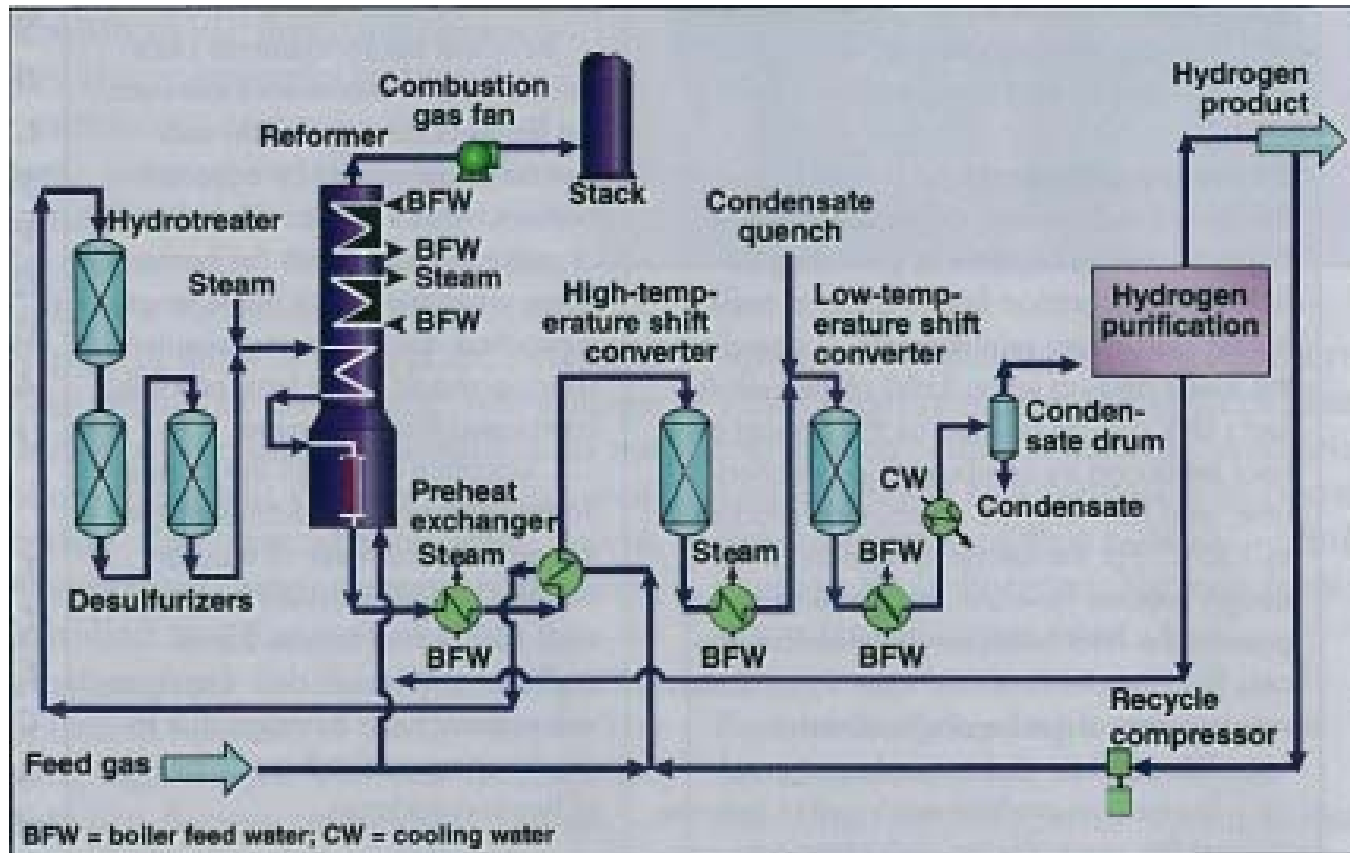 Hydrogen
product
Combustion
gas fan
Reformer
Stack
BFW
BFW
Steam
BFW
Hydrotreater
Steam
Condensate
quench
High-temp-
erature shift
converter
Low-temp-
erature shift
converter
Hydrogen
purification
Conden-
sate drum
CW
Condensate
Preheat
exchanger
Steam
Steam
BFW
Desulfurizers
BFW
BFW
BFW
Recycle
compressor
Feed gas
BFW = boiler feed water; CW = cooling water